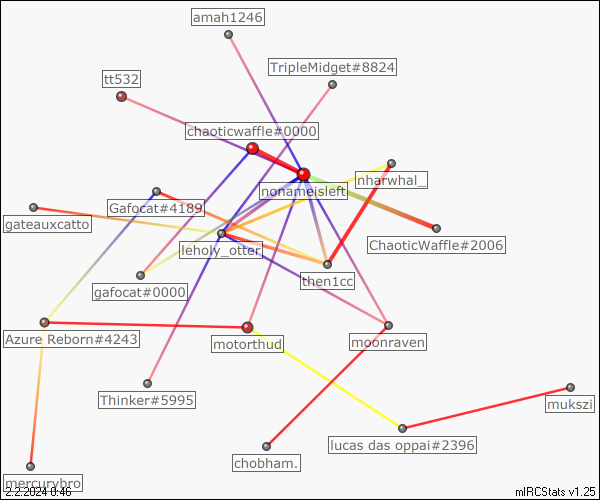 amah1246
TripleMidget#8824
tt532
chaoticwaffle#0000
nharwhal_
nonameisleft
Gafocat#4189
gateauxcatto
ChaoticWaffle#2006
leholy_otter
then1cc
gafocat#0000
Azure Reborn#4243
motorthud
moonraven
Thinker#5995
mukszi
lucas das oppai#2396
chobham.
mercurybro
2.2.2024 0:46
mIRCStats v1.25